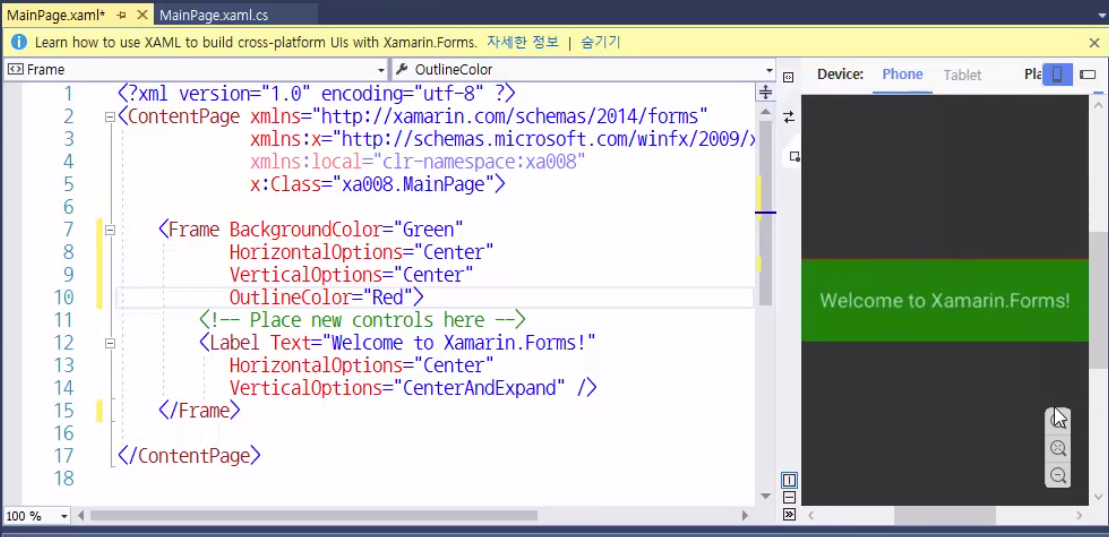 MainPage.xaml*
MainPage.xaml.cs
Learn how to use XAML to build cross-platform UIs with Xamarin.Forms. 자세한 정보 | 숨기기
Frame
OutlineColor
Device: Phone Tablet Pla
1 <?xml version="1.0" encoding="utf-8" ?>
2 <ContentPage xmlns="http://xamarin.com/schemas/2014/forms"
3 xmlns:x="http://schemas.microsoft.com/winfx/2009/x
4 xmlns:local="clr-namespace:xa008"
5 x:Class="xa008.MainPage">
6
7 <Frame BackgroundColor="Green"
8 HorizontalOptions="Center"
9 VerticalOptions="Center"
10 OutlineColor="Red">
11 <!-- Place new controls here -->
12 <Label Text="Welcome to Xamarin.Forms!"
13 HorizontalOptions="Center"
14 VerticalOptions="CenterAndExpand" />
15 </Frame>
16
17 </ContentPage>
18
Welcome to Xamarin.Forms!
100 %